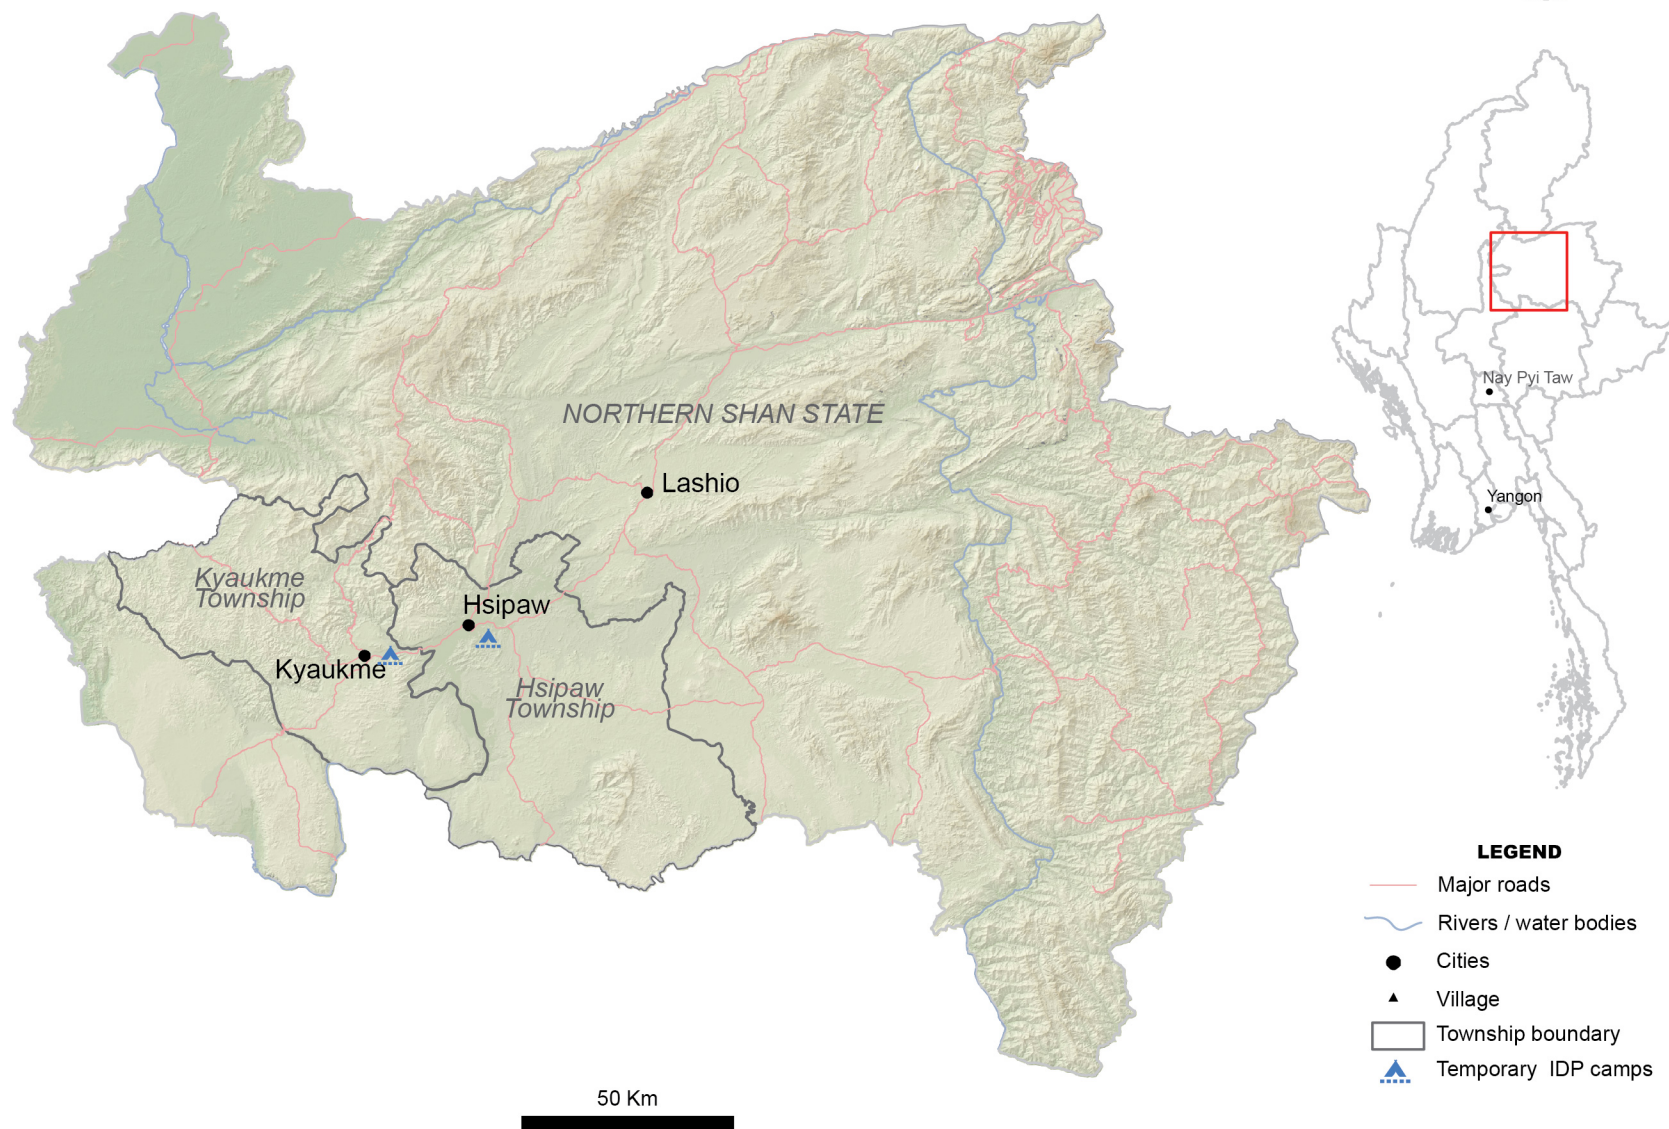 Nay Pyi Taw
NORTHERN SHAN STATE
Lashio
Yangon
Kyaukme
Township
Hsipaw
Kyaukme
Hsipaw
Township
LEGEND
Major roads
Rivers / water bodies
Cities
Village
Township boundary
Temporary IDP camps
50 Km